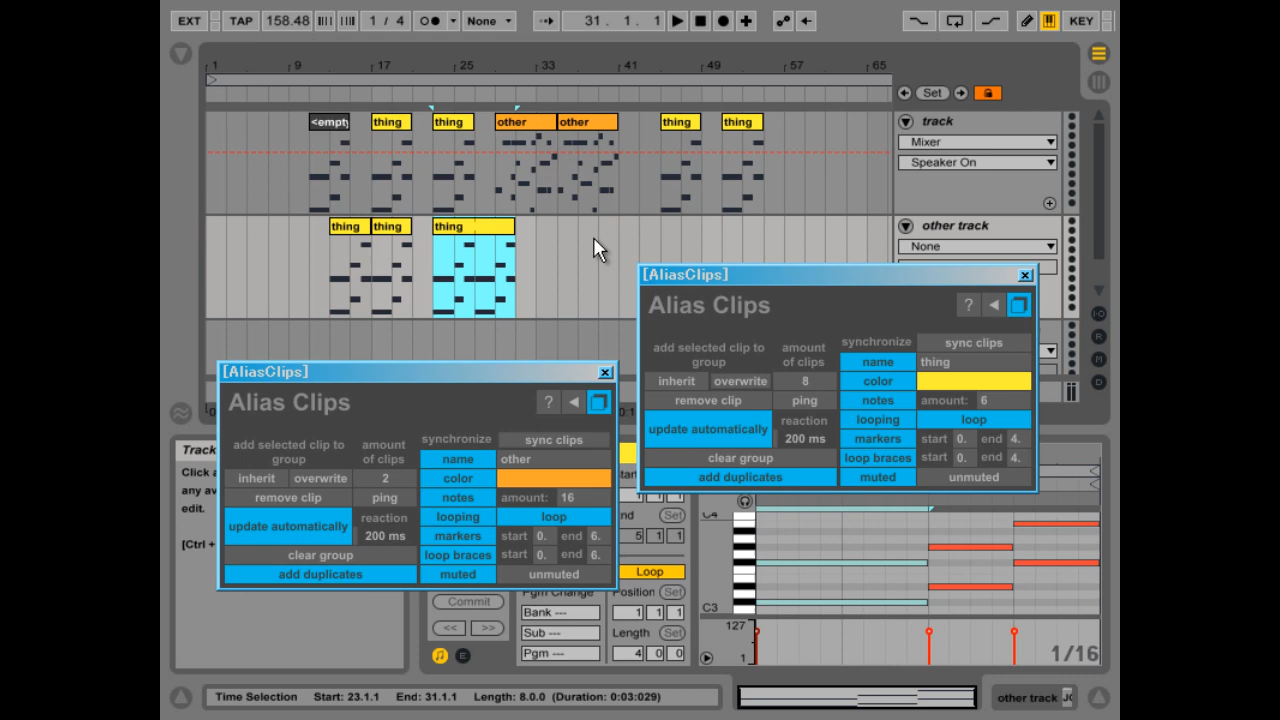 EXT TAP 158.48 1 / 4 None 31. 1. 1 KEY
1 9 17 25 33 41 49 57 65
Set
<empty thing thing other other thing thing
track
Mixer
Speaker On
thing thing thing
other track
None
[AliasClips]
Alias Clips
?
add selected clip to group
amount of clips
synchronize
sync clips
name
thing
inherit overwrite 8
color
remove clip ping
notes
amount: 6
update automatically
reaction
200 ms
looping
loop
markers
start 0. end 4.
clear group
loop braces
start 0. end 4.
add duplicates
muted
unmuted
[AliasClips]
Alias Clips
?
add selected clip to group
amount of clips
synchronize
sync clips
name
other
inherit overwrite 2
color
remove clip ping
notes
amount: 16
update automatically
reaction
200 ms
looping
loop
markers
start 0. end 6.
clear group
loop braces
start 0. end 6.
add duplicates
muted
unmuted
Track
Click
any av
edit.
[Ctrl +
Set
5 1 1
Loop
Commit
<< >>
Pgm Change
Bank ---
Sub ---
Pgm ---
Position Set
1 1 1
Length Set
4 0 0
C4
C3
127
1
1/16
Time Selection Start: 23.1.1 End: 31.1.1 Length: 8.0.0 (Duration: 0:03:029)
other track